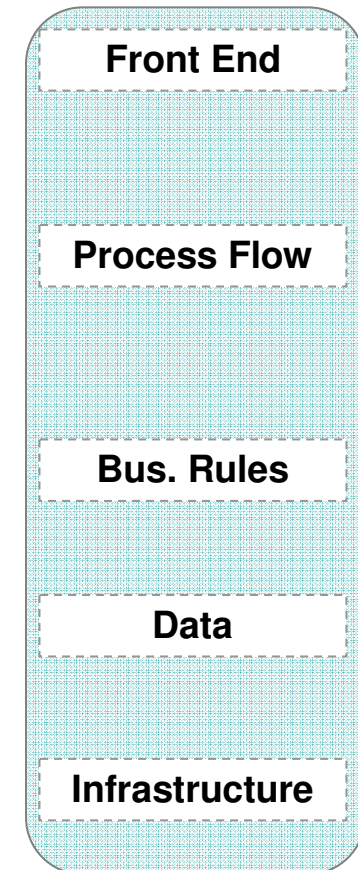 Front End
Process Flow
Bus. Rules
Data
Infrastructure